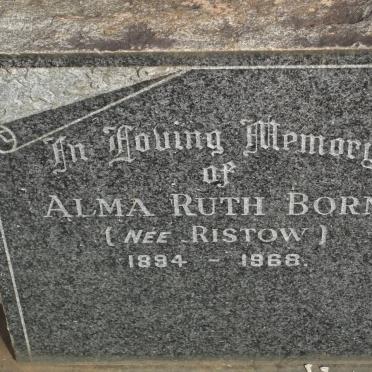 In Loving Memory
of
ALMA RUTH BORN
( NEE RISTOW )
1894 - 1968.